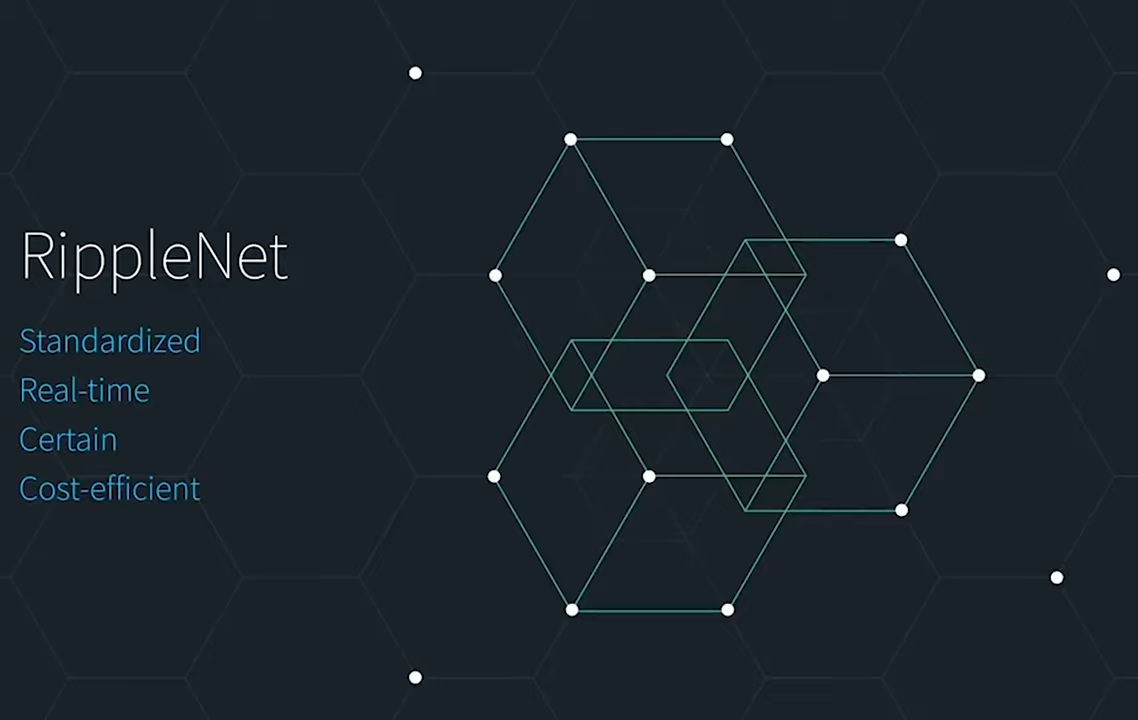 RippleNet
Standardized
Real-time
Certain
Cost-efficient